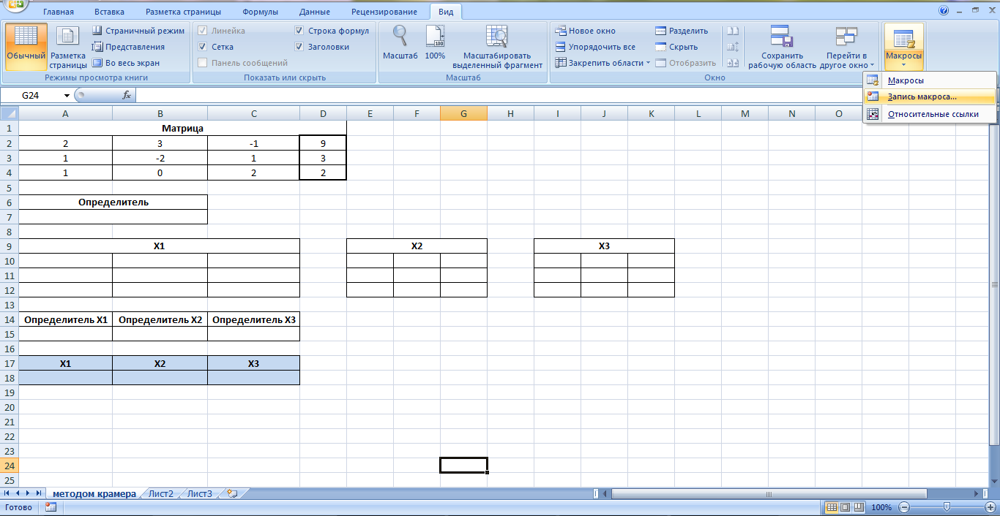 Главная Вставка Разметка страницы Формулы Данные Рецензирование Вид
Обычный
Разметка страницы
Страничный режим
Представления
Во весь экран
Режимы просмотра книги
Линейка
Сетка
Панель сообщений
Строка формул
Заголовки
Показать или скрыть
Масштаб
100%
Масштабировать выделенный фрагмент
Масштаб
Новое окно
Упорядочить все
Закрепить области
Разделить
Скрыть
Отобразить
Сохранить рабочую область
Перейти в другое окно
Окно
Макросы
Макросы
Запись макроса...
Относительные ссылки
G24 fx
A B C D E F G H I J K L M N O
1 Матрица
2 2 3 -1 9
3 1 -2 1 3
4 1 0 2 2
5
6 Определитель
7
8
9 X1 X2 X3
10
11
12
13
14 Определитель X1 Определитель X2 Определитель X3
15
16
17 X1 X2 X3
18
19
20
21
22
23
24
25
методом крамера Лист2 Лист3
Готово 100%